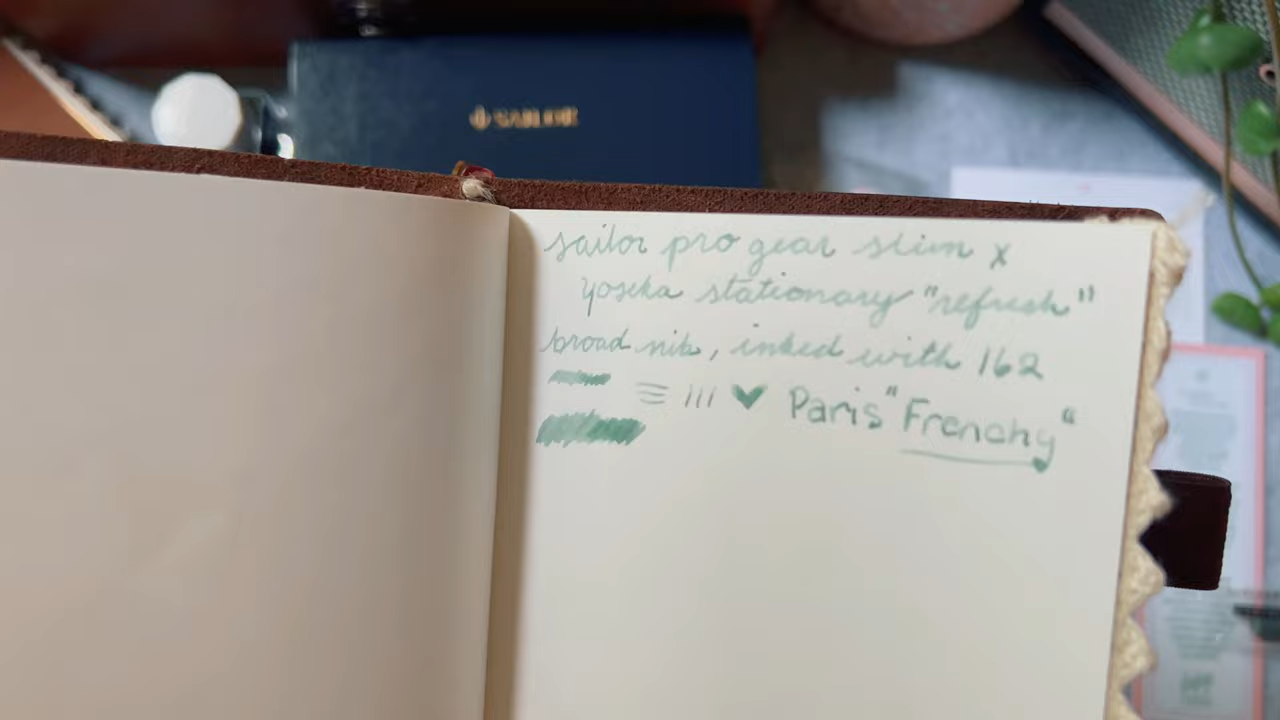 SAILOR
sailor pro gear slim x
yoseka stationary "refresh"
broad nib, inked with 162
Paris "Frenchy"